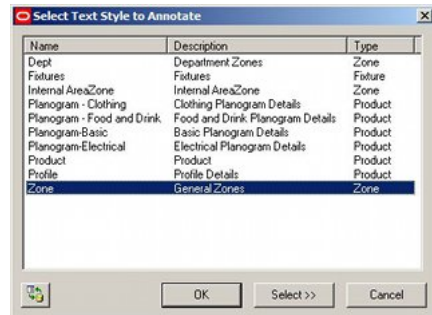 Select Text Style to Annotate
Name Description Type
Dept Department Zones Zone
Fixtures Fixtures Fixture
Internal AreaZone Internal AreaZone Zone
Planogram - Clothing Clothing Planogram Details Product
Planogram - Food and Drink Food and Drink Planogram Details Product
Planogram-Basic Basic Planogram Details Product
Planogram-Electrical Electrical Planogram Details Product
Product Product Product
Profile Profile Details Product
Zone General Zones Zone
OK Select >> Cancel